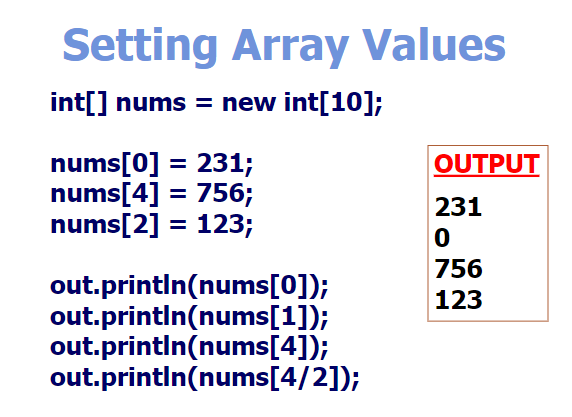 Setting Array Values
int[] nums = new int[10];
nums[0] = 231;
nums[4] = 756;
nums[2] = 123;
out.println(nums[0]);
out.println(nums[1]);
out.println(nums[4]);
out.println(nums[4/2]);
OUTPUT
231
0
756
123